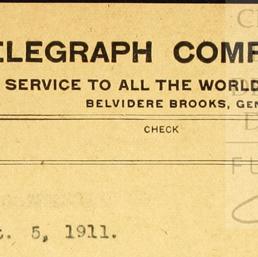 ELEGRAPH COMP
SERVICE TO ALL THE WORLD
BELVIDERE BROOKS, GEN
CHECK
t. 5, 1911.